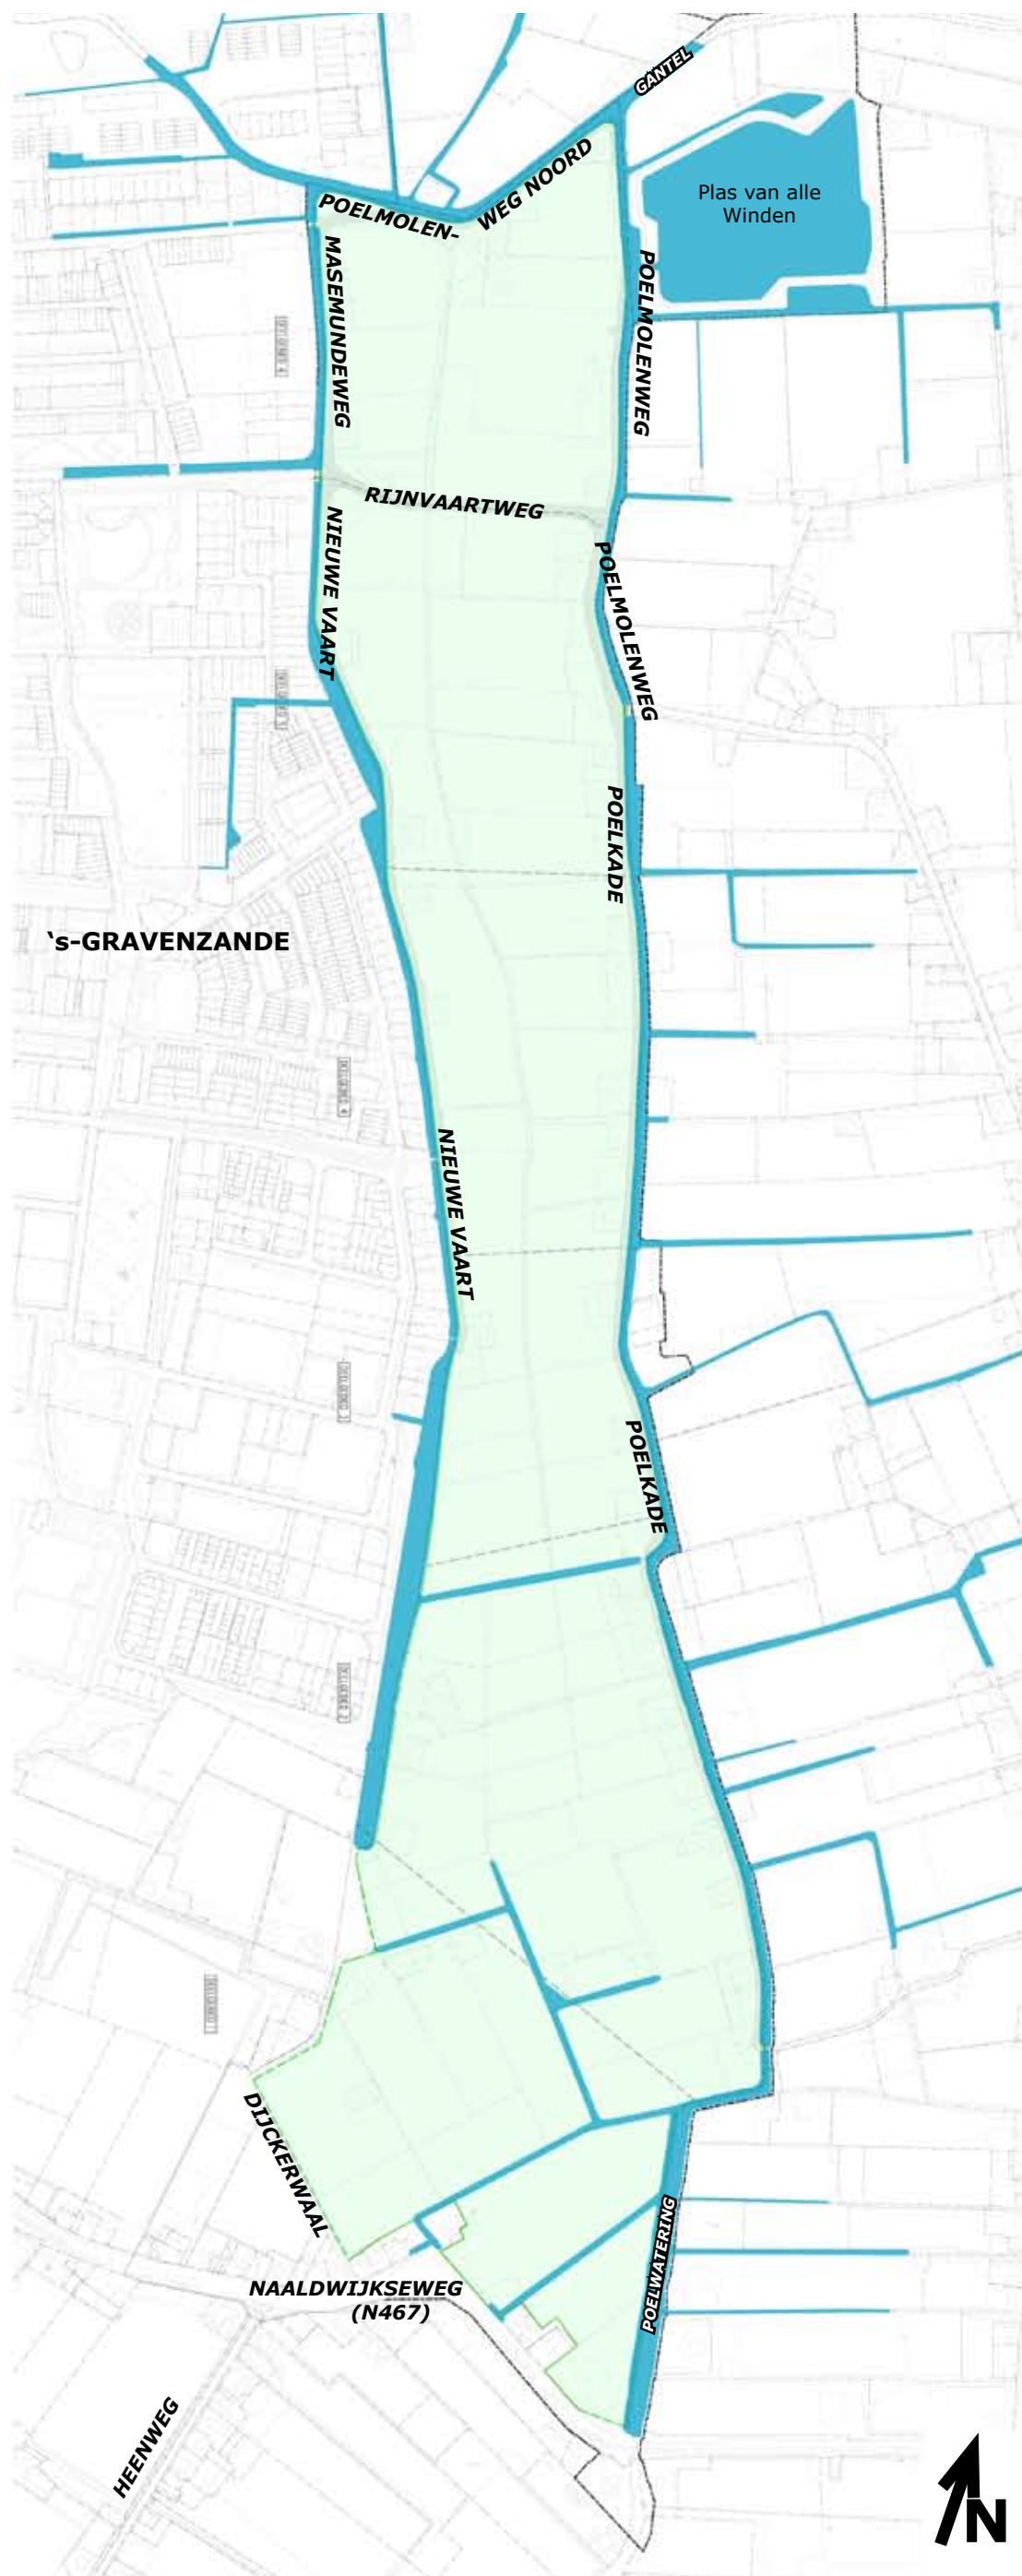 GANTEL
Plas van alle
Winden
POELMOLEN-
WEG NOORD
MASEMUNDEWEG
POELMOLENWEG
RIJNVAARTWEG
NIEUWE VAART
POELMOLENWEG
POELKADE
‘s-GRAVENZANDE
NIEUWE VAART
POELKADE
DIJCKERWAAL
POELWATERING
NAALDWIJKSEWEG
(N467)
HEENWEG
N